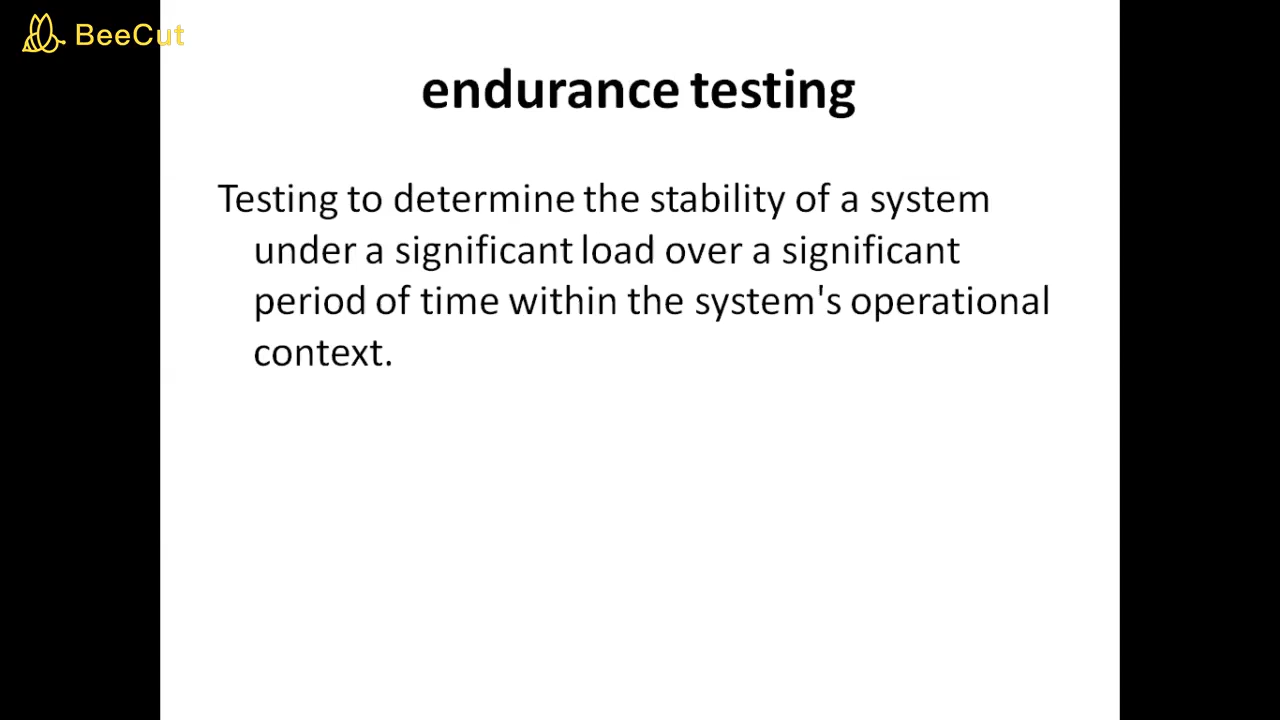 BeeCut
endurance testing
Testing to determine the stability of a system
under a significant load over a significant
period of time within the system's operational
context.